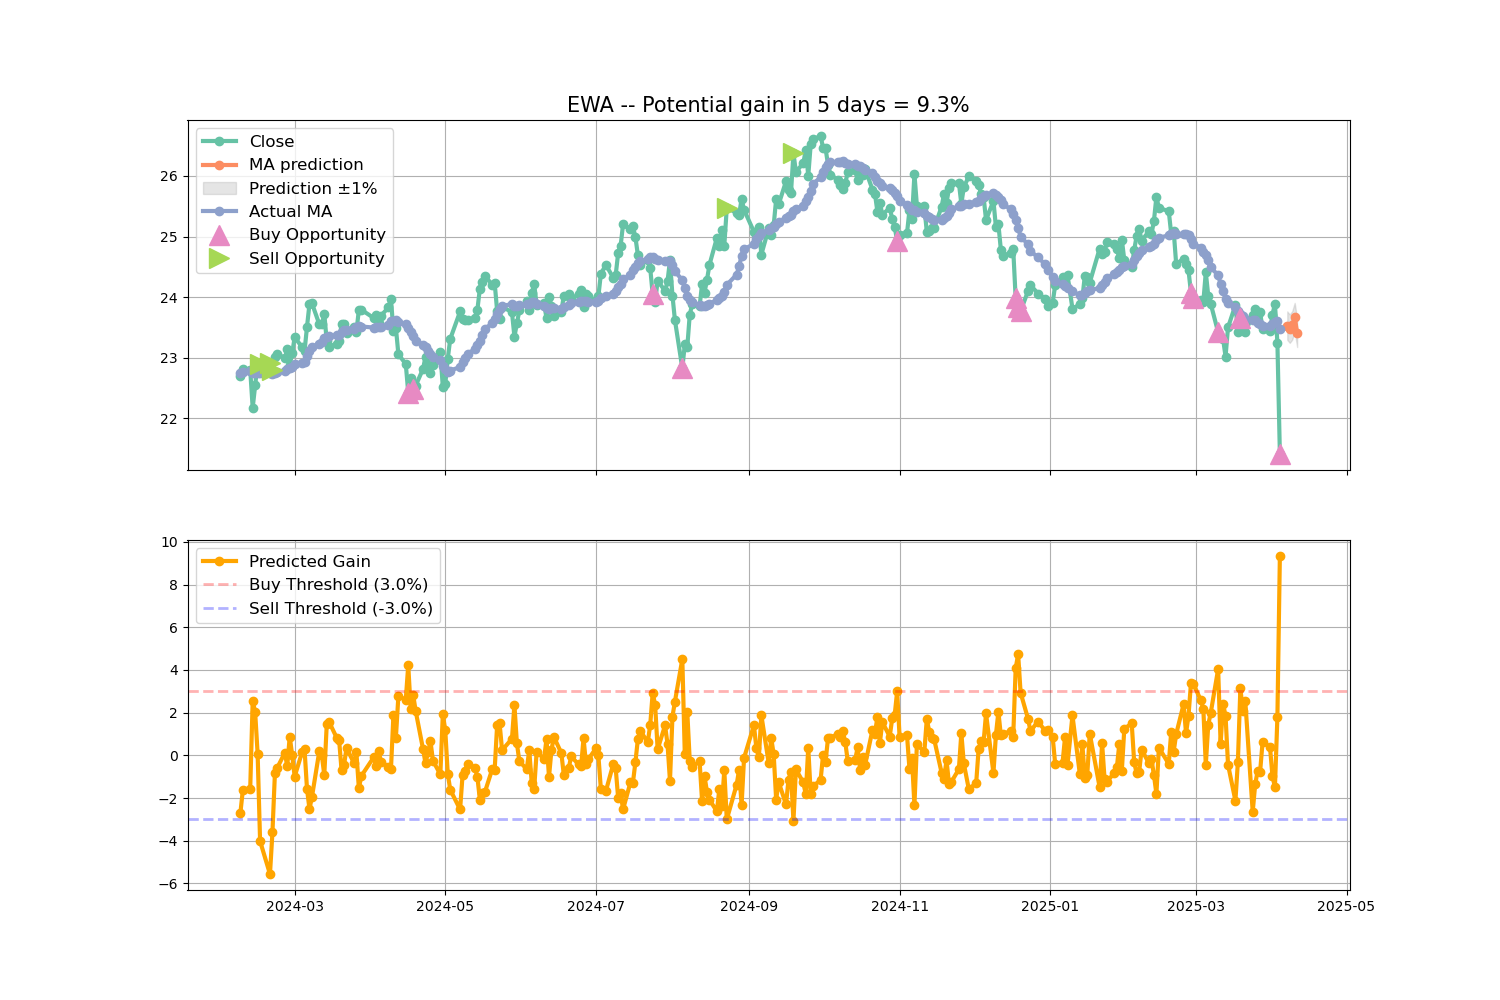 EWA -- Potential gain in 5 days = 9.3%
Close
MA prediction
Prediction ±1%
Actual MA
Buy Opportunity
Sell Opportunity
26
25
24
23
22
10
8
6
4
2
0
−2
−4
−6
Predicted Gain
Buy Threshold (3.0%)
Sell Threshold (-3.0%)
2024-03
2024-05
2024-07
2024-09
2024-11
2025-01
2025-03
2025-05